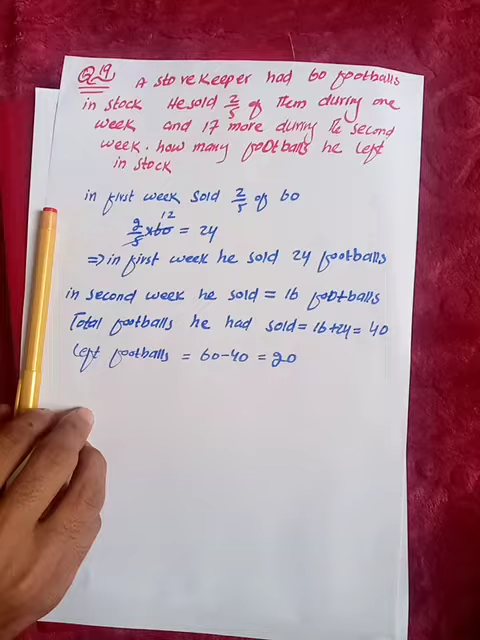 Q19 A storekeeper had 60 footballs
in stock He sold 2/5 of Them during one
week and 17 more during The second
week. how many footballs he left
in stock
in first week sold 2/5 of 60
12
2/5 × 60 = 24
⇒ in first week he sold 24 footballs
in second week he sold = 16 footballs
Total footballs he had sold = 16+24 = 40
Left footballs = 60-40 = 20